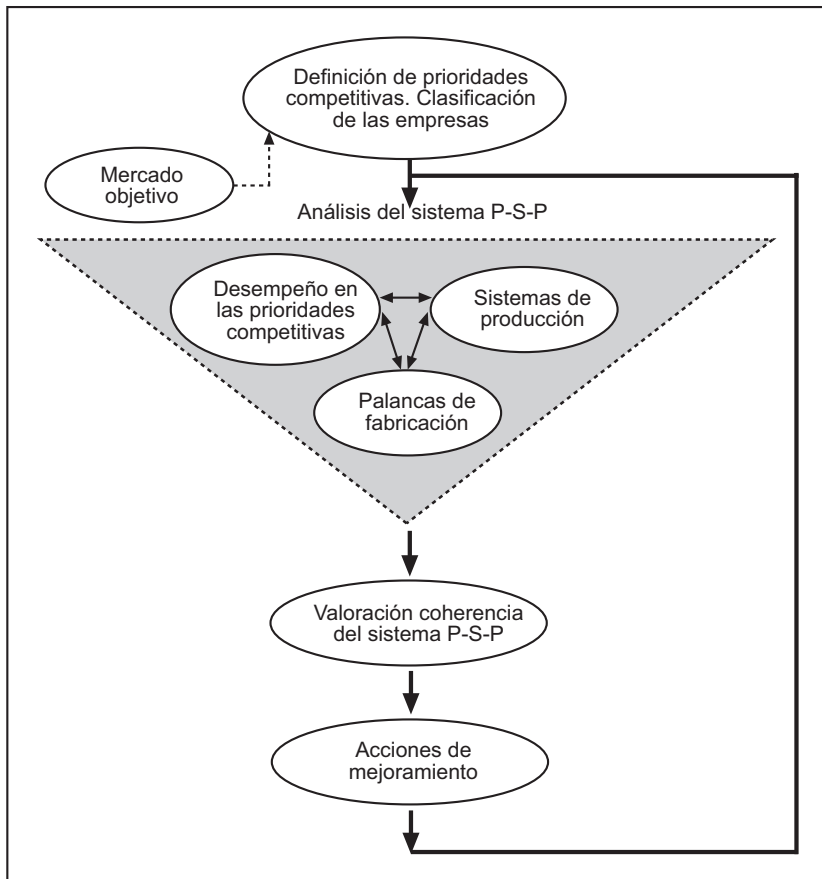 Definición de prioridades
competitivas. Clasificación
de las empresas
Mercado
objetivo
Análisis del sistema P-S-P
Desempeño en
las prioridades
competitivas
Sistemas de
producción
Palancas de
fabricación
Valoración coherencia
del sistema P-S-P
Acciones de
mejoramiento